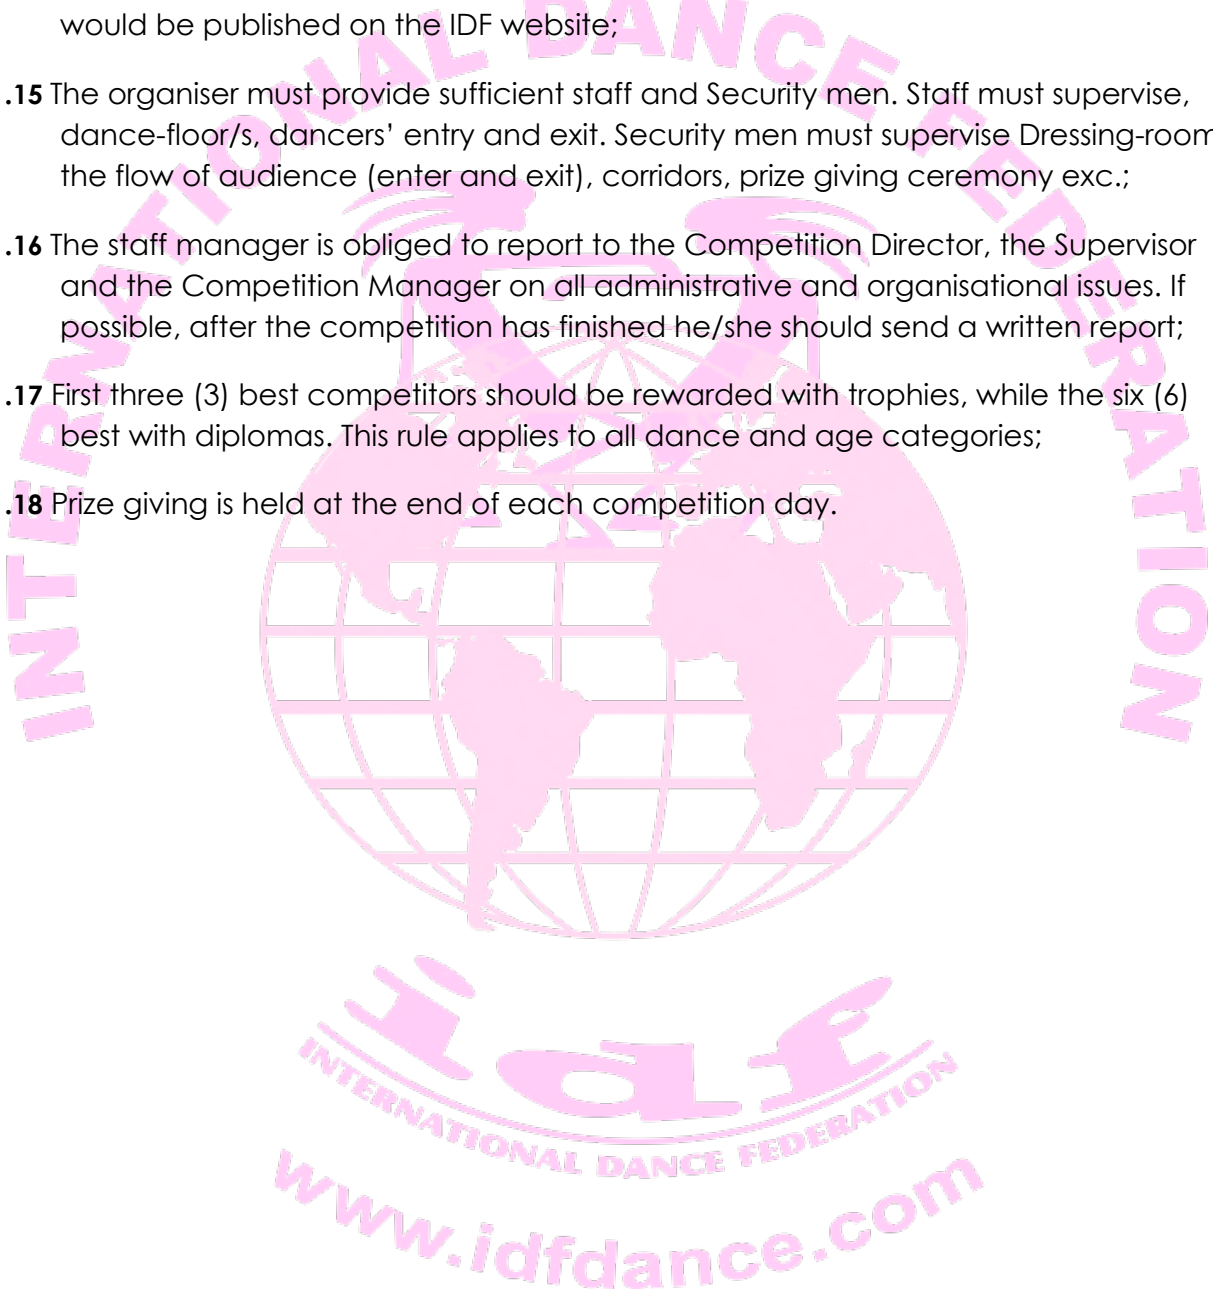 would be published on the IDF website;
.15 The organiser must provide sufficient staff and Security men. Staff must supervise,
dance-floor/s, dancers’ entry and exit. Security men must supervise Dressing-room
the flow of audience (enter and exit), corridors, prize giving ceremony exc.;
.16 The staff manager is obliged to report to the Competition Director, the Supervisor
and the Competition Manager on all administrative and organisational issues. If
possible, after the competition has finished he/she should send a written report;
.17 First three (3) best competitors should be rewarded with trophies, while the six (6)
best with diplomas. This rule applies to all dance and age categories;
.18 Prize giving is held at the end of each competition day.
INTERNATIONAL DANCE FEDERATION
idf
INTERNATIONAL DANCE FEDERATION
www.idfdance.com